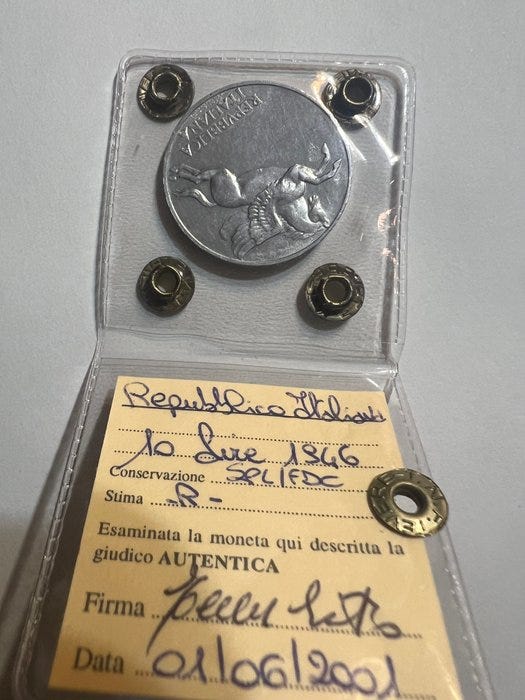 REPVBBLICA
ITALIANA
Repubblica Italiana
10 Lire 1946
Conservazione SPL/FDC
Stima -R-
Esaminata la moneta qui descritta la
giudico AUTENTICA
Firma
Data 01/06/2001